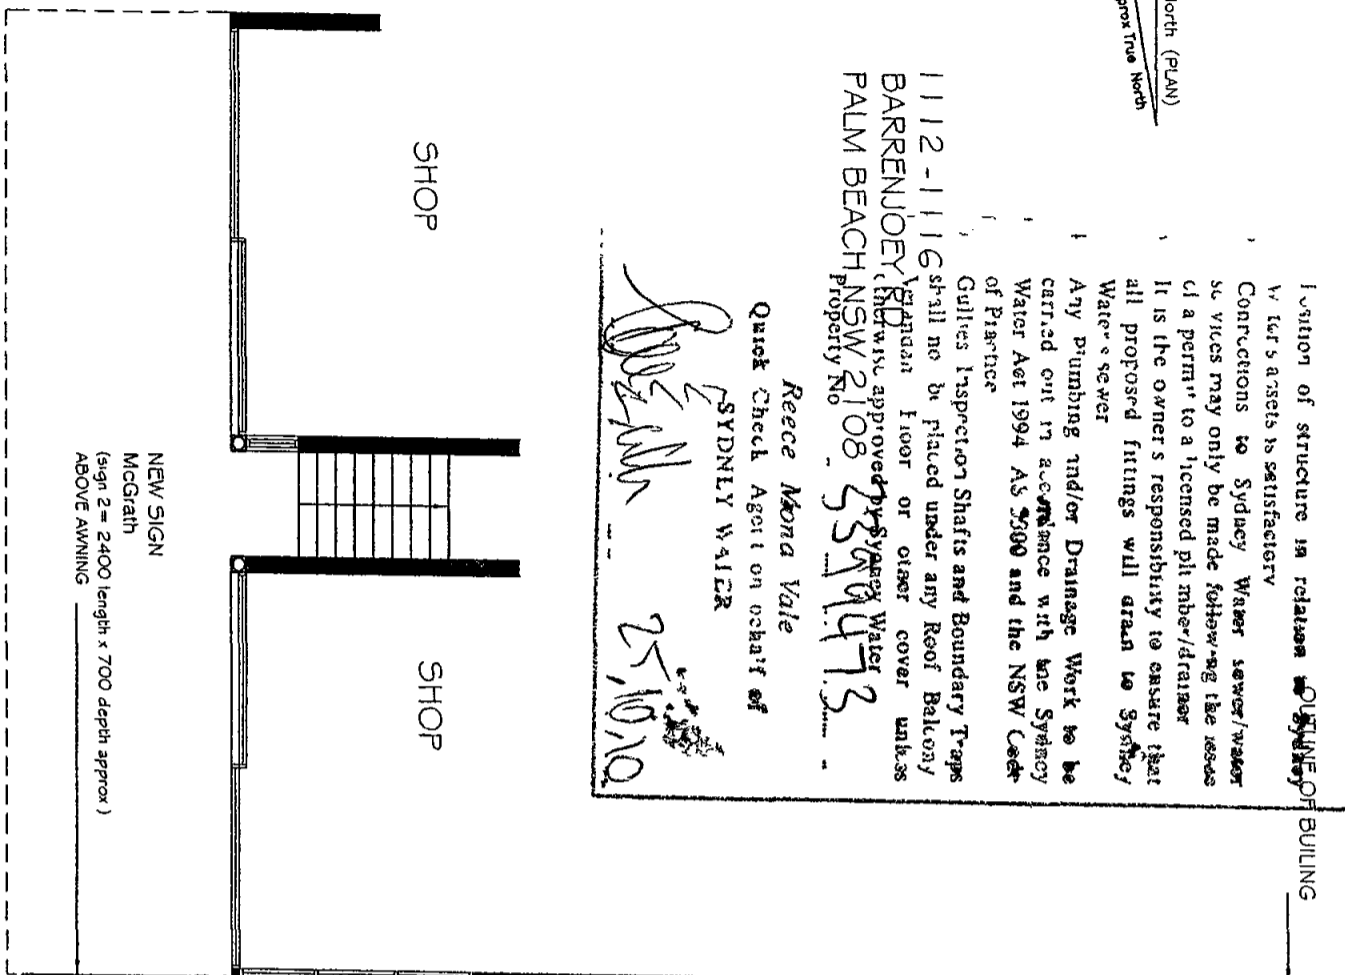 North (PLAN)
Approx True North
OUTLINE OF BUILING
Position of structure in relation to Sydney
Waters assets is satisfactory
Connections to Sydney Water sewer/water
services may only be made following the issue
of a permit to a licensed plumber/drainer
It is the owners responsibility to ensure that
all proposed fittings will drain to Sydney
Water's sewer
Any Plumbing and/or Drainage Work to be
carried out in accordance with the Sydney
Water Act 1994 AS 3500 and the NSW Code
of Practice
Gullies Inspection Shafts and Boundary Traps
shall no be placed under any Roof Balcony
Verandah Floor or other cover unless
otherwise approved by Sydney Water
Property No 5399473
1112-1116
BARRENJOEY RD
PALM BEACH NSW 2108
Reece Mona Vale
Quick Check Agent on behalf of
SYDNEY WATER
25,10,10
SHOP
SHOP
NEW SIGN
McGrath
(sign 2 = 2400 length x 700 depth approx)
ABOVE AWNING